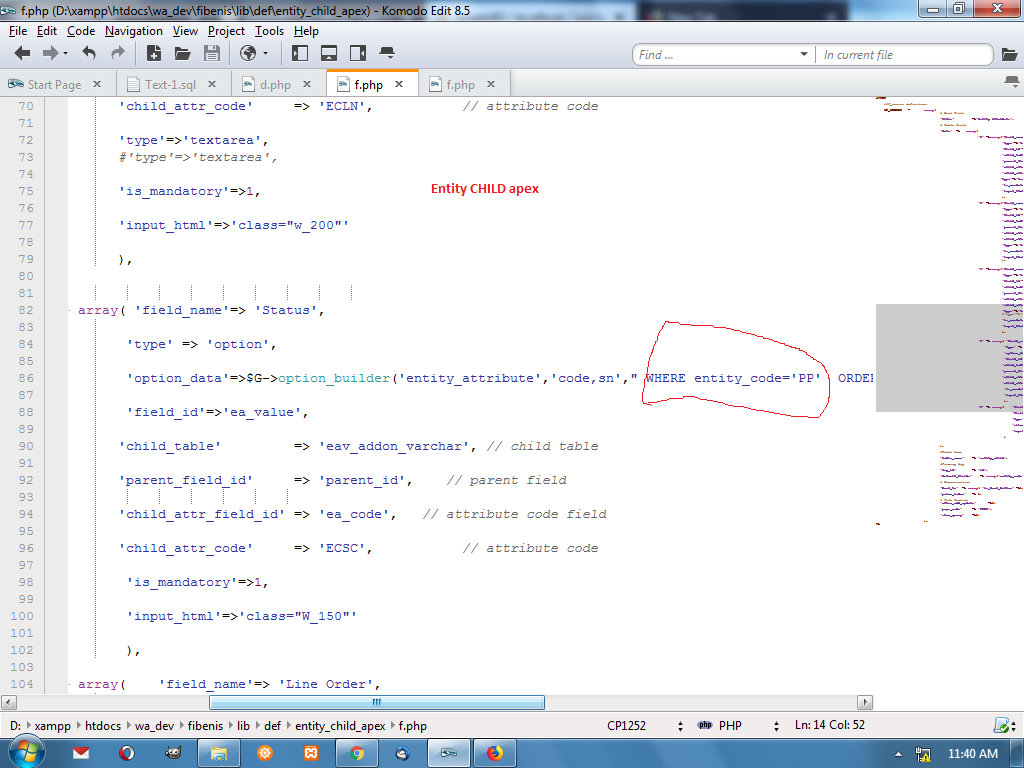 f.php (D:\xampp\htdocs\wa_dev\fibenis\lib\def\entity_child_apex) - Komodo Edit 8.5
File Edit Code Navigation View Project Tools Help
Find ... In current file
Start Page Text-1.sql d.php f.php f.php
70 'child_attr_code' => 'ECLN', // attribute code
71
72 'type'=>'textarea',
73 #'type'=>'textarea',
74
75 'is_mandatory'=>1,
Entity CHILD apex
76
77 'input_html'=>'class="w_200"'
78
79 ),
80
81
82 array( 'field_name'=> 'Status',
83
84 'type' => 'option',
85
86 'option_data'=>$G->option_builder('entity_attribute','code,sn'," WHERE entity_code='PP' ORDER
87
88 'field_id'=>'ea_value',
89
90 'child_table' => 'eav_addon_varchar', // child table
91
92 'parent_field_id' => 'parent_id', // parent field
93
94 'child_attr_field_id' => 'ea_code', // attribute code field
95
96 'child_attr_code' => 'ECSC', // attribute code
97
98 'is_mandatory'=>1,
99
100 'input_html'=>'class="W_150"'
101
102 ),
103
104 array( 'field_name'=> 'Line Order',
D: xampp htdocs wa_dev fibenis lib def entity_child_apex f.php CP1252 php PHP Ln: 14 Col: 52
11:40 AM